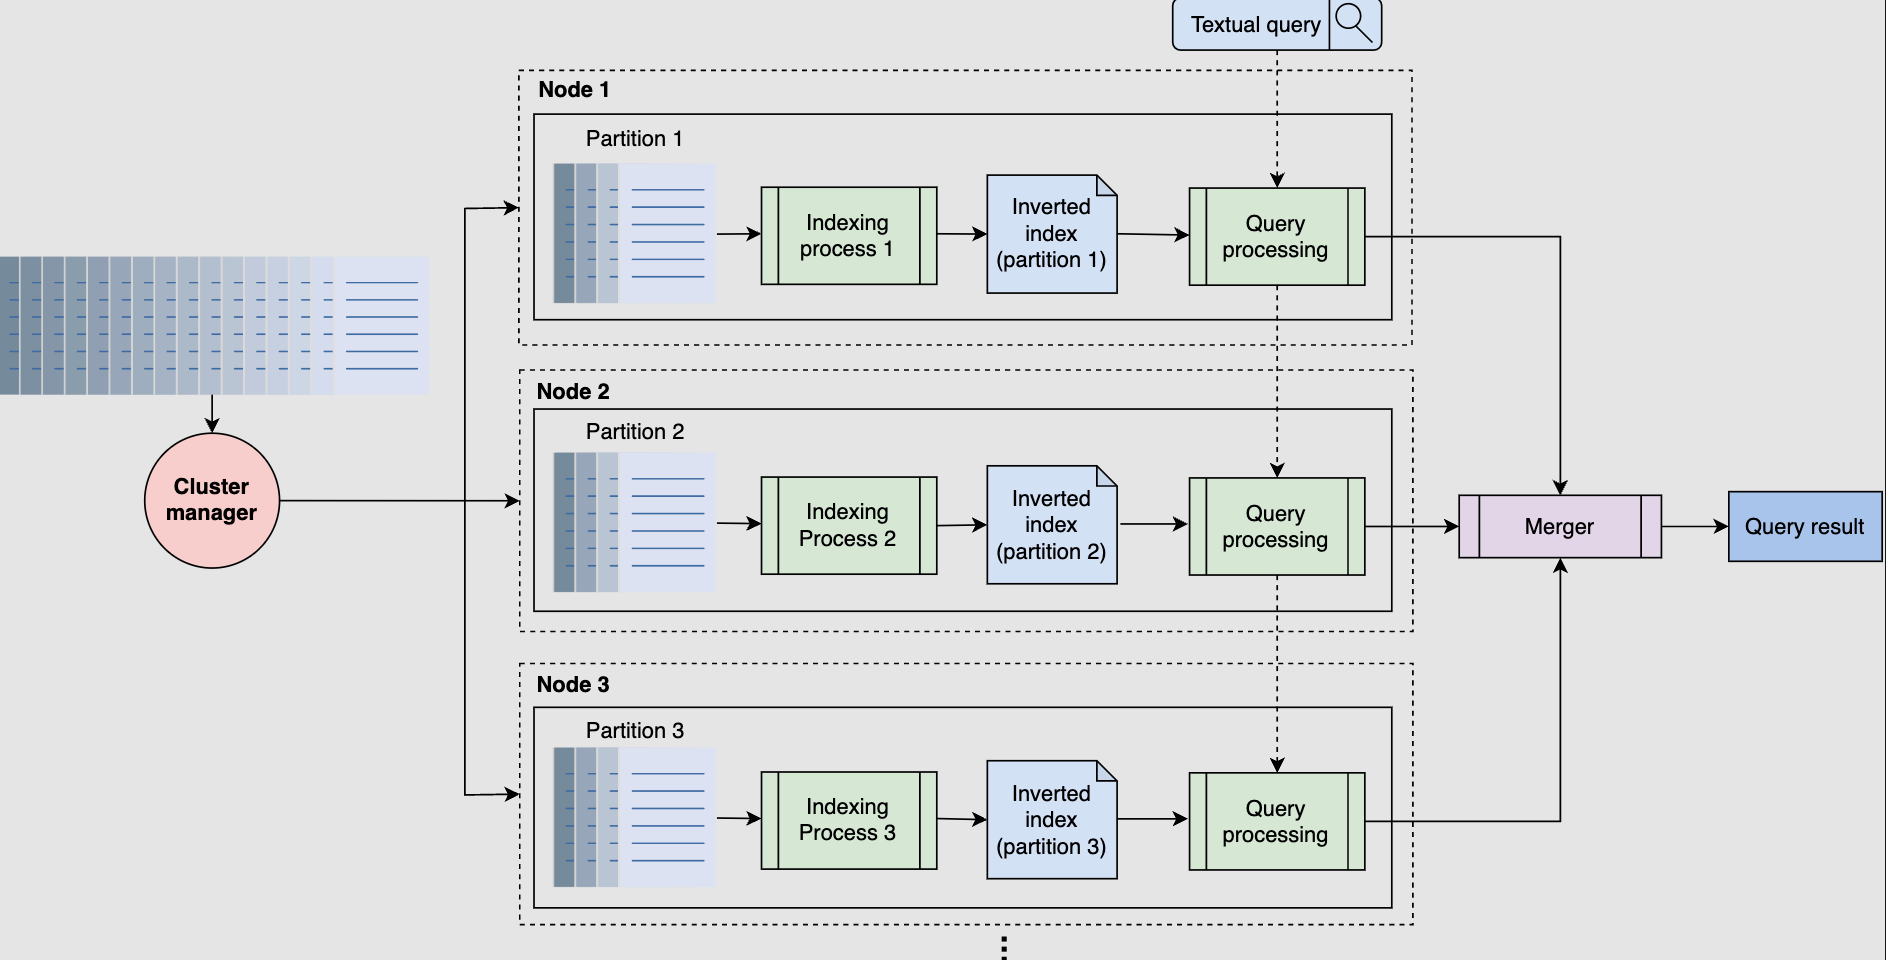 Textual query
Node 1
Partition 1
Indexing
process 1
Inverted
index
(partition 1)
Query
processing
Node 2
Partition 2
Indexing
Process 2
Inverted
index
(partition 2)
Query
processing
Cluster
manager
Merger
Query result
Node 3
Partition 3
Indexing
Process 3
Inverted
index
(partition 3)
Query
processing